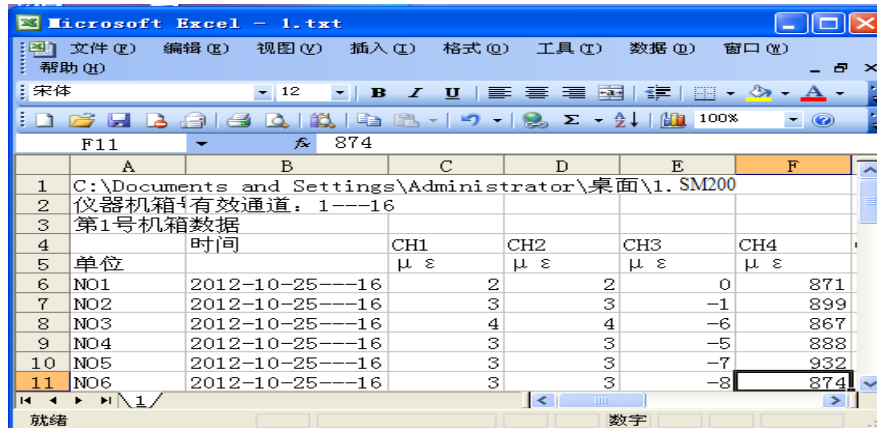 Microsoft Excel - 1.txt
文件(F) 编辑(E) 视图(V) 插入(I) 格式(O) 工具(T) 数据(D) 窗口(W)
帮助(H)
宋体 12 B I U
Σ 100%
F11 fx 874
A B C D E F
1 C:\Documents and Settings\Administrator\桌面\1. SM200
2 仪器机箱 有效通道: 1---16
3 第1号机箱数据
4 时间 CH1 CH2 CH3 CH4
5 单位 μ ε μ ε μ ε μ ε
6 NO1 2012-10-25---16 2 2 0 871
7 NO2 2012-10-25---16 3 3 -1 899
8 NO3 2012-10-25---16 4 4 -6 867
9 NO4 2012-10-25---16 3 3 -5 888
10 NO5 2012-10-25---16 3 3 -7 932
11 NO6 2012-10-25---16 3 3 -8 874
1
就绪 数字